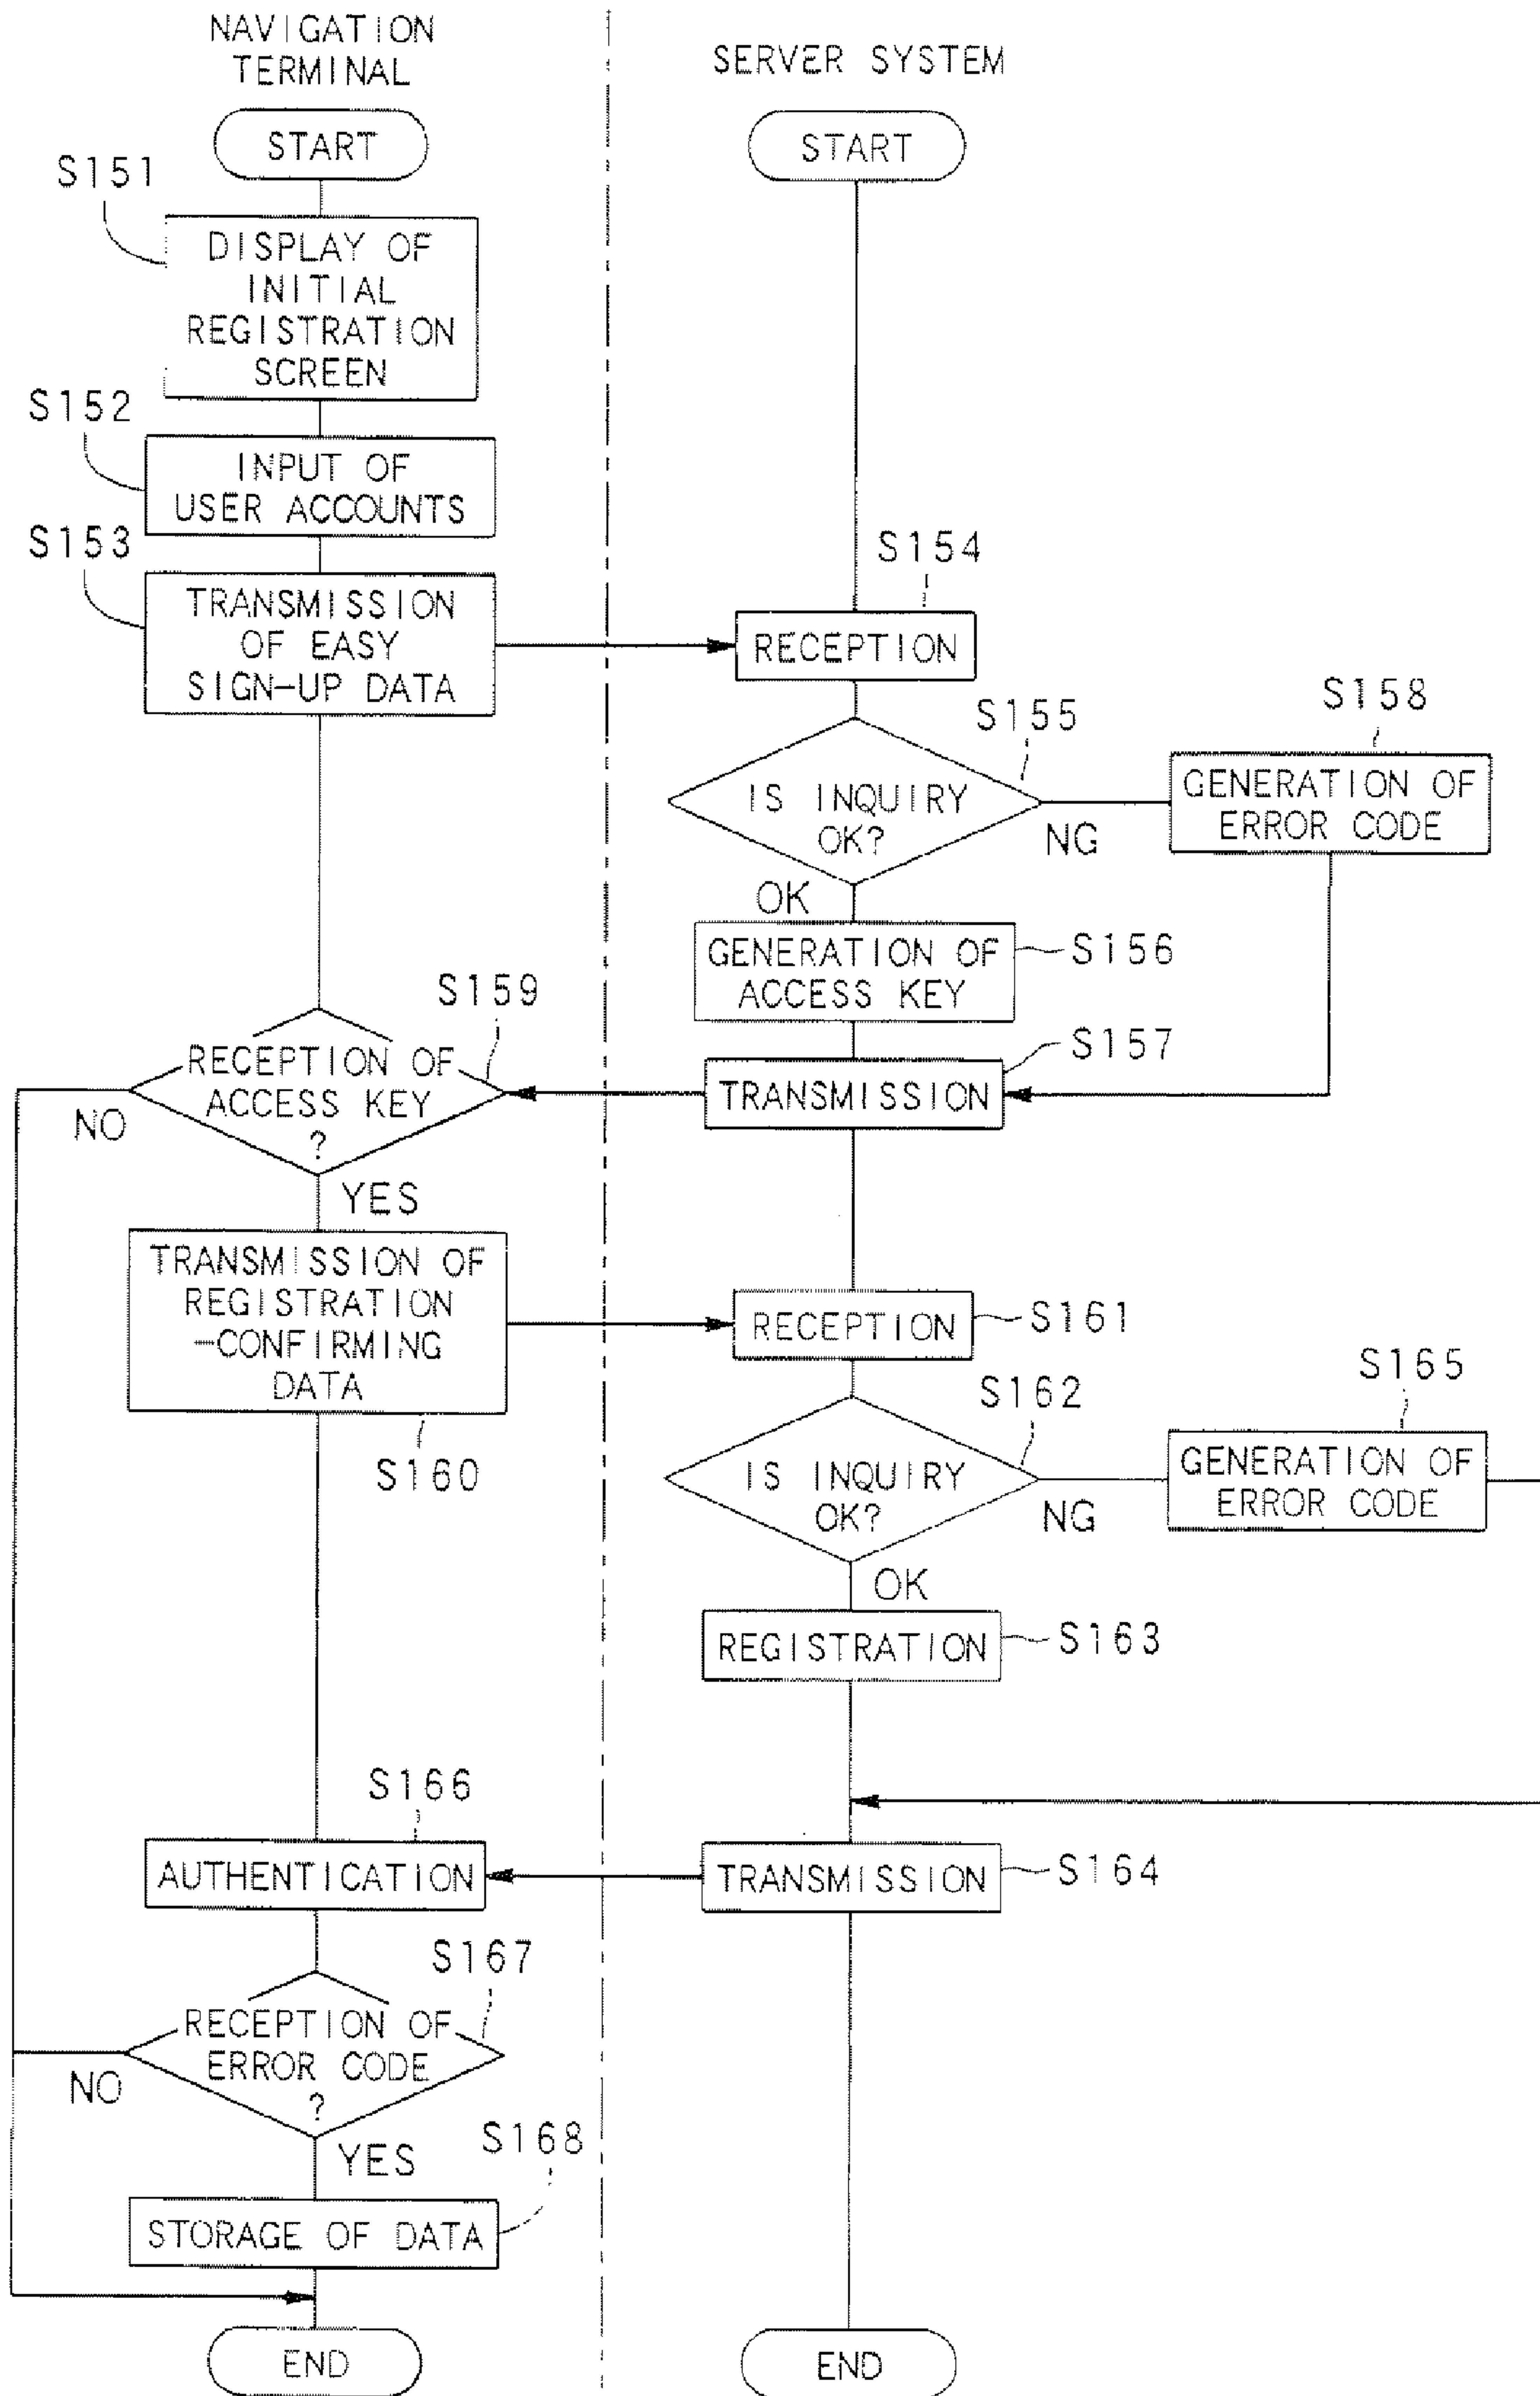 NAVIGATION
TERMINAL
SERVER SYSTEM
START
START
S151
DISPLAY OF
INITIAL
REGISTRATION
SCREEN
S152
INPUT OF
USER ACCOUNTS
S153
TRANSMISSION
OF EASY
SIGN-UP DATA
S154
RECEPTION
S155
IS INQUIRY
OK?
NG
OK
S158
GENERATION OF
ERROR CODE
GENERATION OF
ACCESS KEY
S156
S159
RECEPTION OF
ACCESS KEY
?
NO
YES
TRANSMISSION
S157
TRANSMISSION OF
REGISTRATION
-CONFIRMING
DATA
S160
RECEPTION
S161
S162
IS INQUIRY
OK?
NG
OK
S165
GENERATION OF
ERROR CODE
REGISTRATION
S163
S166
AUTHENTICATION
TRANSMISSION
S164
S167
RECEPTION OF
ERROR CODE
?
NO
YES
S168
STORAGE OF DATA
END
END